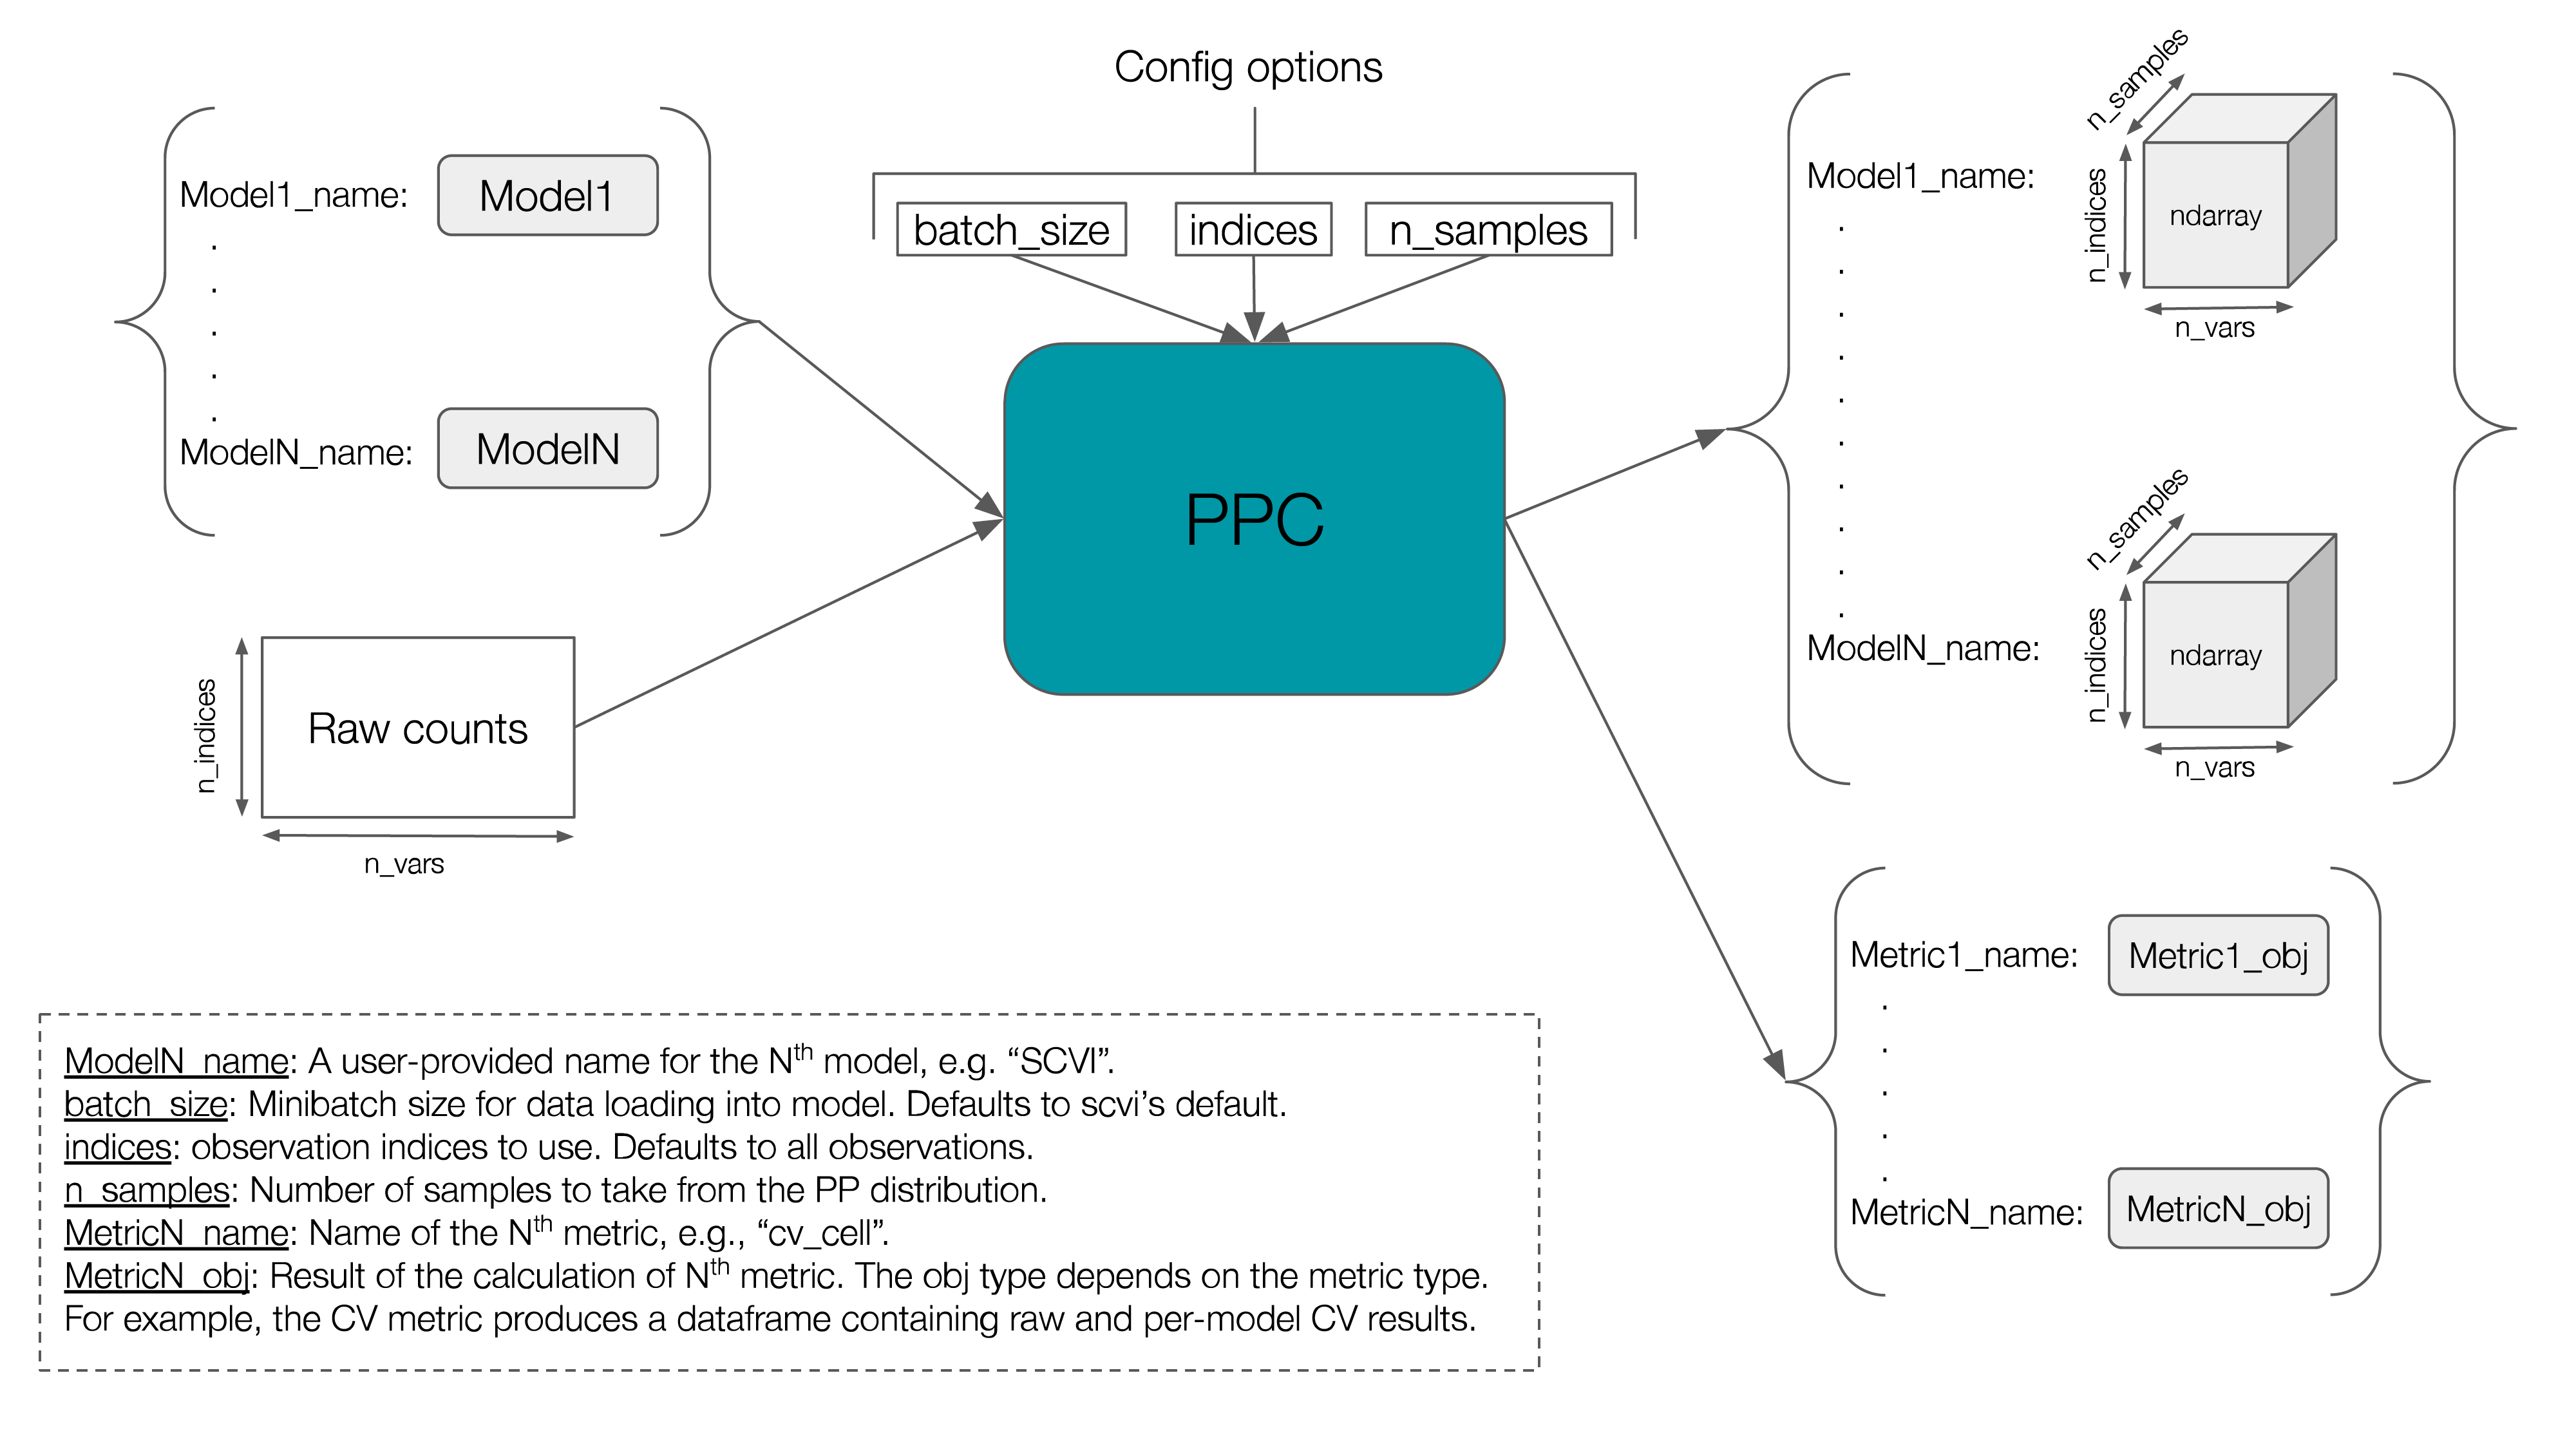 Config options
batch_size
indices
n_samples
Model1_name:
Model1
ModelN_name:
ModelN
n_indices
Raw counts
n_vars
PPC
Model1_name:
n_samples
n_indices
ndarray
n_vars
ModelN_name:
n_samples
n_indices
ndarray
n_vars
Metric1_name:
Metric1_obj
MetricN_name:
MetricN_obj
ModelN_name: A user-provided name for the Nth model, e.g. “SCVI”.
batch_size: Minibatch size for data loading into model. Defaults to scvi’s default.
indices: observation indices to use. Defaults to all observations.
n_samples: Number of samples to take from the PP distribution.
MetricN_name: Name of the Nth metric, e.g., “cv_cell”.
MetricN_obj: Result of the calculation of Nth metric. The obj type depends on the metric type.
For example, the CV metric produces a dataframe containing raw and per-model CV results.